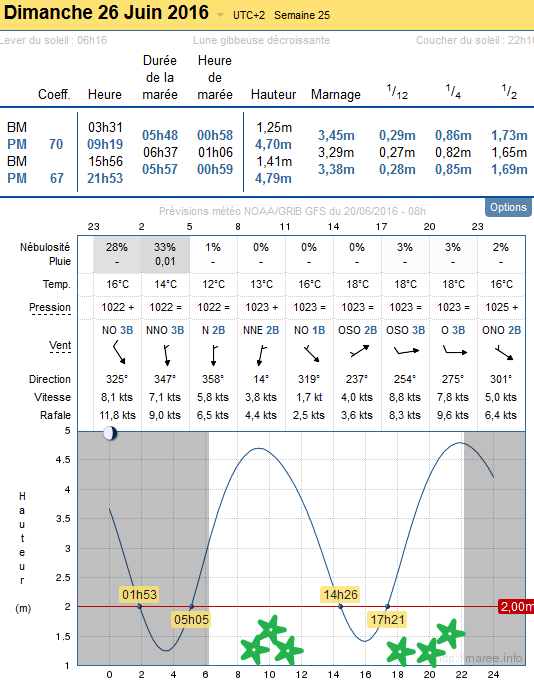 Dimanche 26 Juin 2016 UTC+2 Semaine 25
Lever du soleil : 06h16 Lune gibbeuse décroissante Coucher du soleil : 22h10
Coeff. Heure Durée de la marée Heure de marée Hauteur Marnage 1/12 1/4 1/2
BM 03h31 1,25m
PM 70 09h19 05h48 00h58 4,70m 3,45m 0,29m 0,86m 1,73m
BM 15h56 06h37 01h06 1,41m 3,29m 0,27m 0,82m 1,65m
PM 67 21h53 05h57 00h59 4,79m 3,38m 0,28m 0,85m 1,69m
Prévisions météo NOAA/GRIB GFS du 20/06/2016 - 08h
Options
23 2 5 8 11 14 17 20 23
Nébulosité 28% 33% 1% 0% 0% 0% 3% 3% 2%
Pluie - 0,01 - - - - - - -
Temp. 16°C 14°C 12°C 13°C 16°C 18°C 18°C 18°C 16°C
Pression 1022 + 1022 = 1022 = 1023 + 1023 = 1023 = 1023 = 1023 = 1025 +
Vent NO 3B NNO 3B N 2B NNE 2B NO 1B OSO 2B OSO 3B O 3B ONO 2B
Direction 325° 347° 358° 14° 319° 237° 254° 275° 301°
Vitesse 8,1 kts 7,1 kts 5,8 kts 3,8 kts 1,7 kt 4,0 kts 8,8 kts 7,8 kts 5,0 kts
Rafale 11,8 kts 9,0 kts 6,5 kts 4,4 kts 2,5 kts 3,6 kts 8,3 kts 9,6 kts 6,4 kts
Hauteur (m)
5
4.5
4
3.5
3
2.5
2
1.5
1
01h53
05h05
14h26
17h21
2,00m
http://maree.info
0 2 4 6 8 10 12 14 16 18 20 22 24